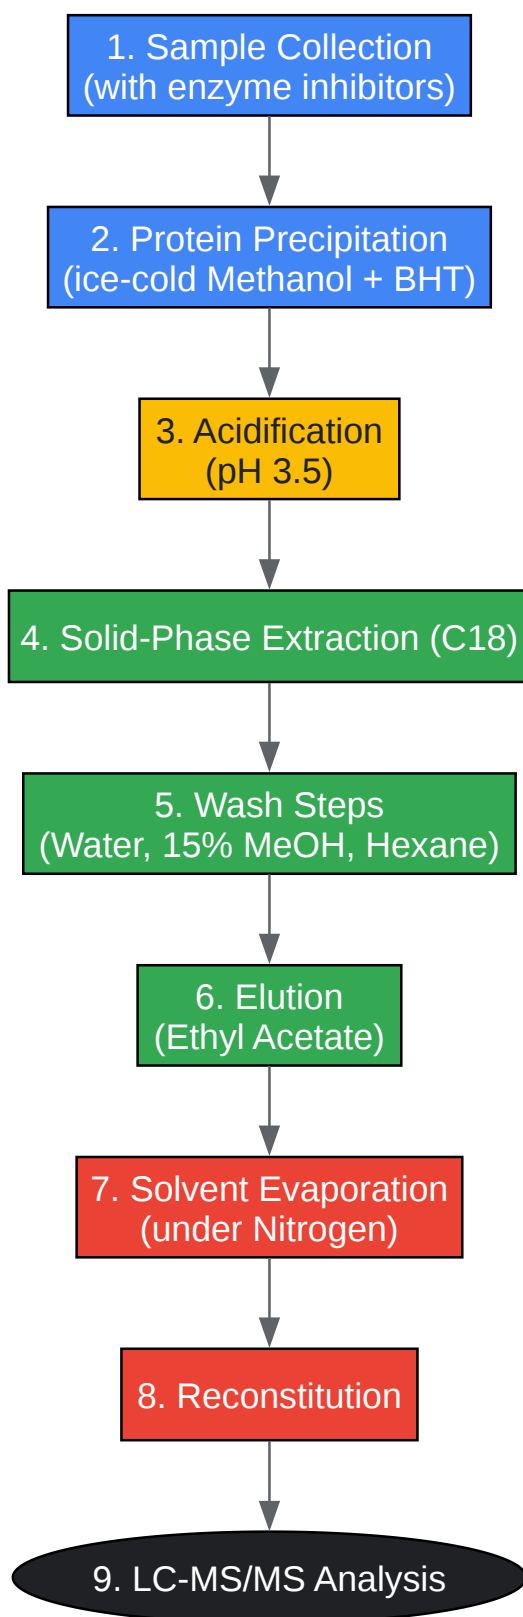 1. Sample Collection
(with enzyme inhibitors)
2. Protein Precipitation
(ice-cold Methanol + BHT)
3. Acidification
(pH 3.5)
4. Solid-Phase Extraction (C18)
5. Wash Steps
(Water, 15% MeOH, Hexane)
6. Elution
(Ethyl Acetate)
7. Solvent Evaporation
(under Nitrogen)
8. Reconstitution
9. LC-MS/MS Analysis